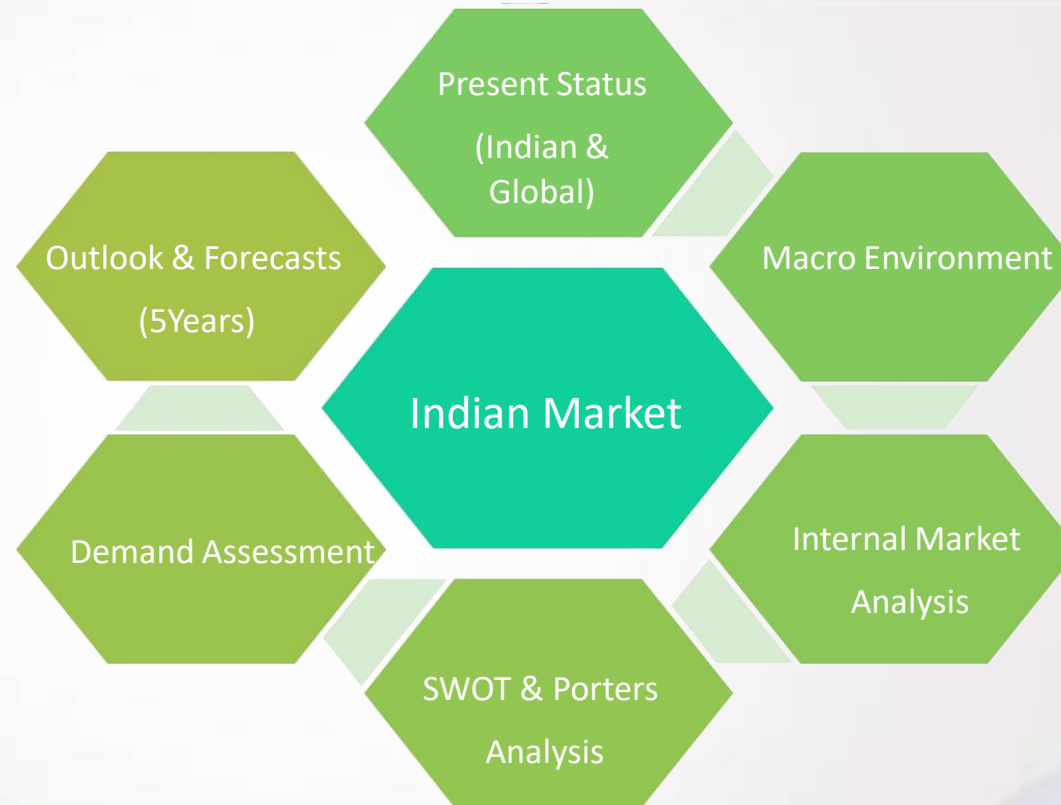 Present Status
(Indian &
Global)
Macro Environment
Internal Market
Analysis
SWOT & Porters
Analysis
Demand Assessment
Outlook & Forecasts
(5Years)
Indian Market